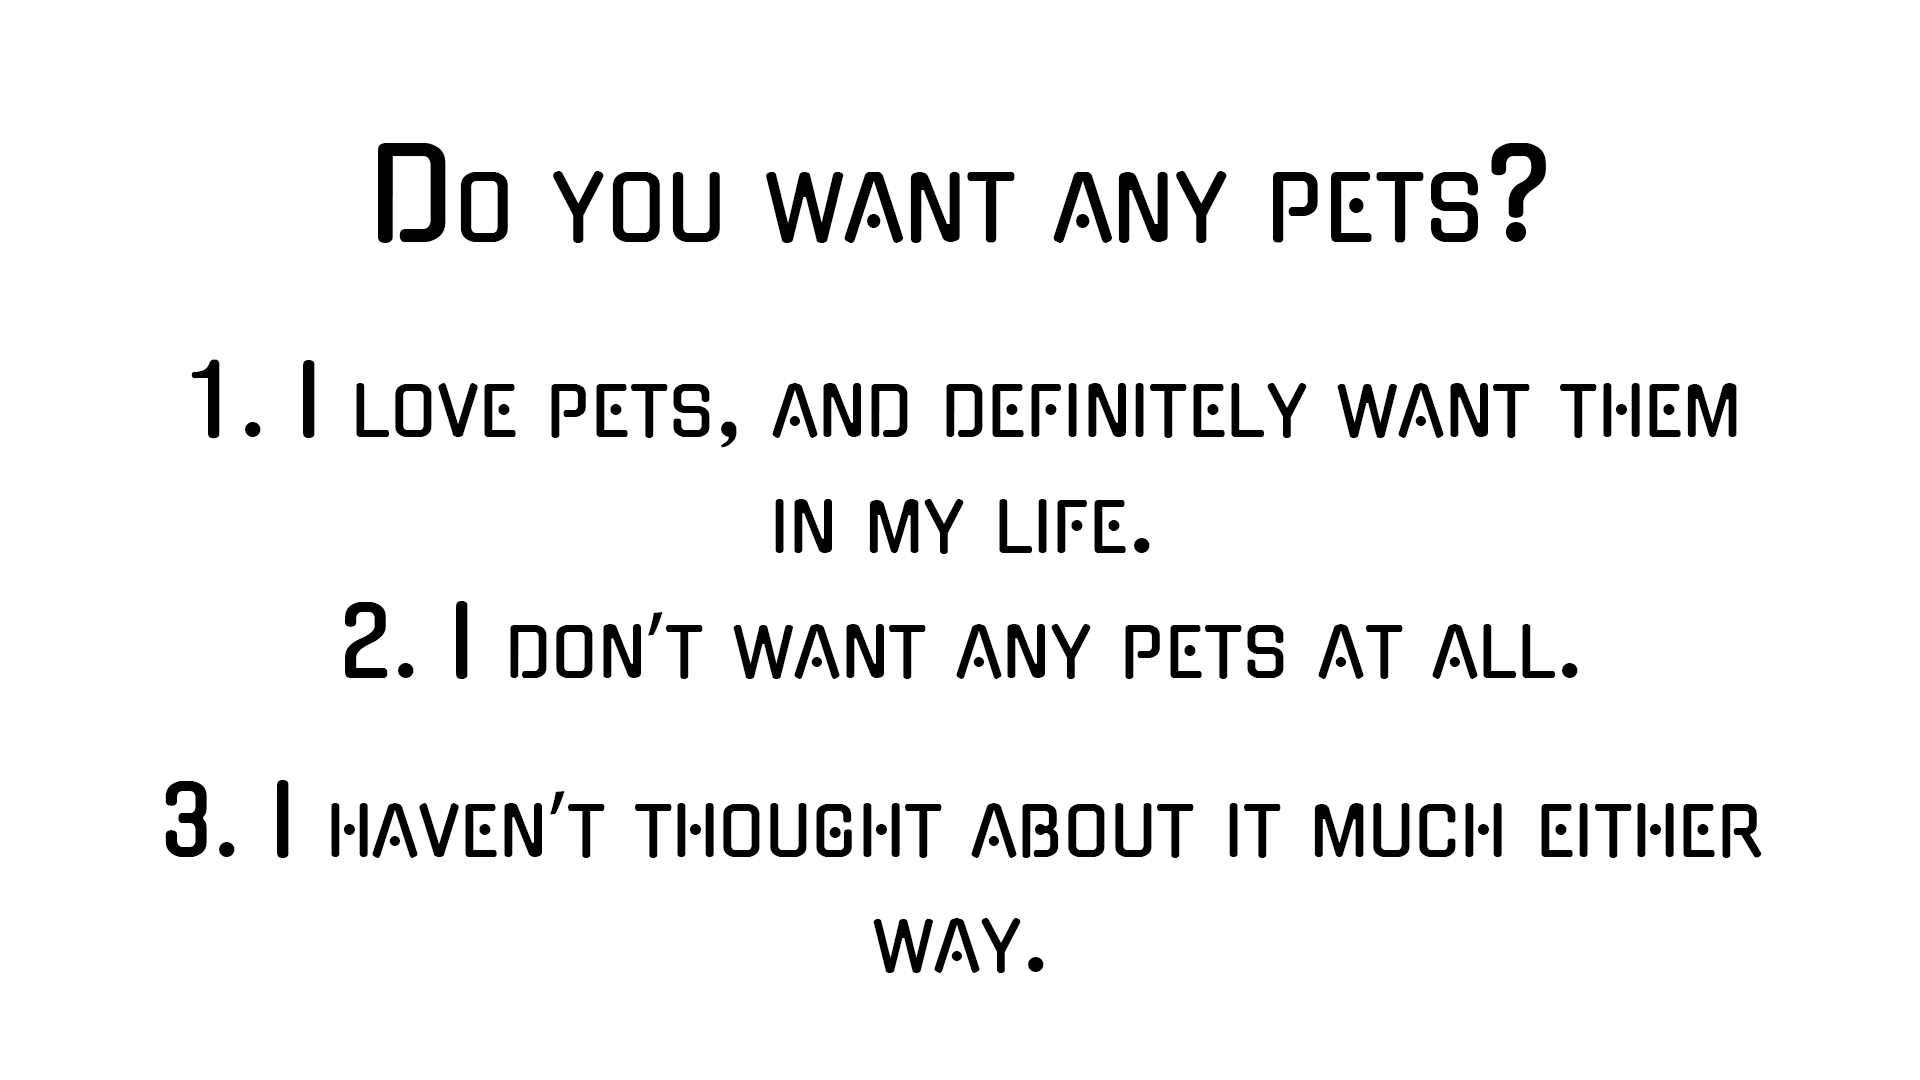 Do you want any pets?
1. I love pets, and definitely want them
in my life.
2. I don't want any pets at all.
3. I haven't thought about it much either
way.